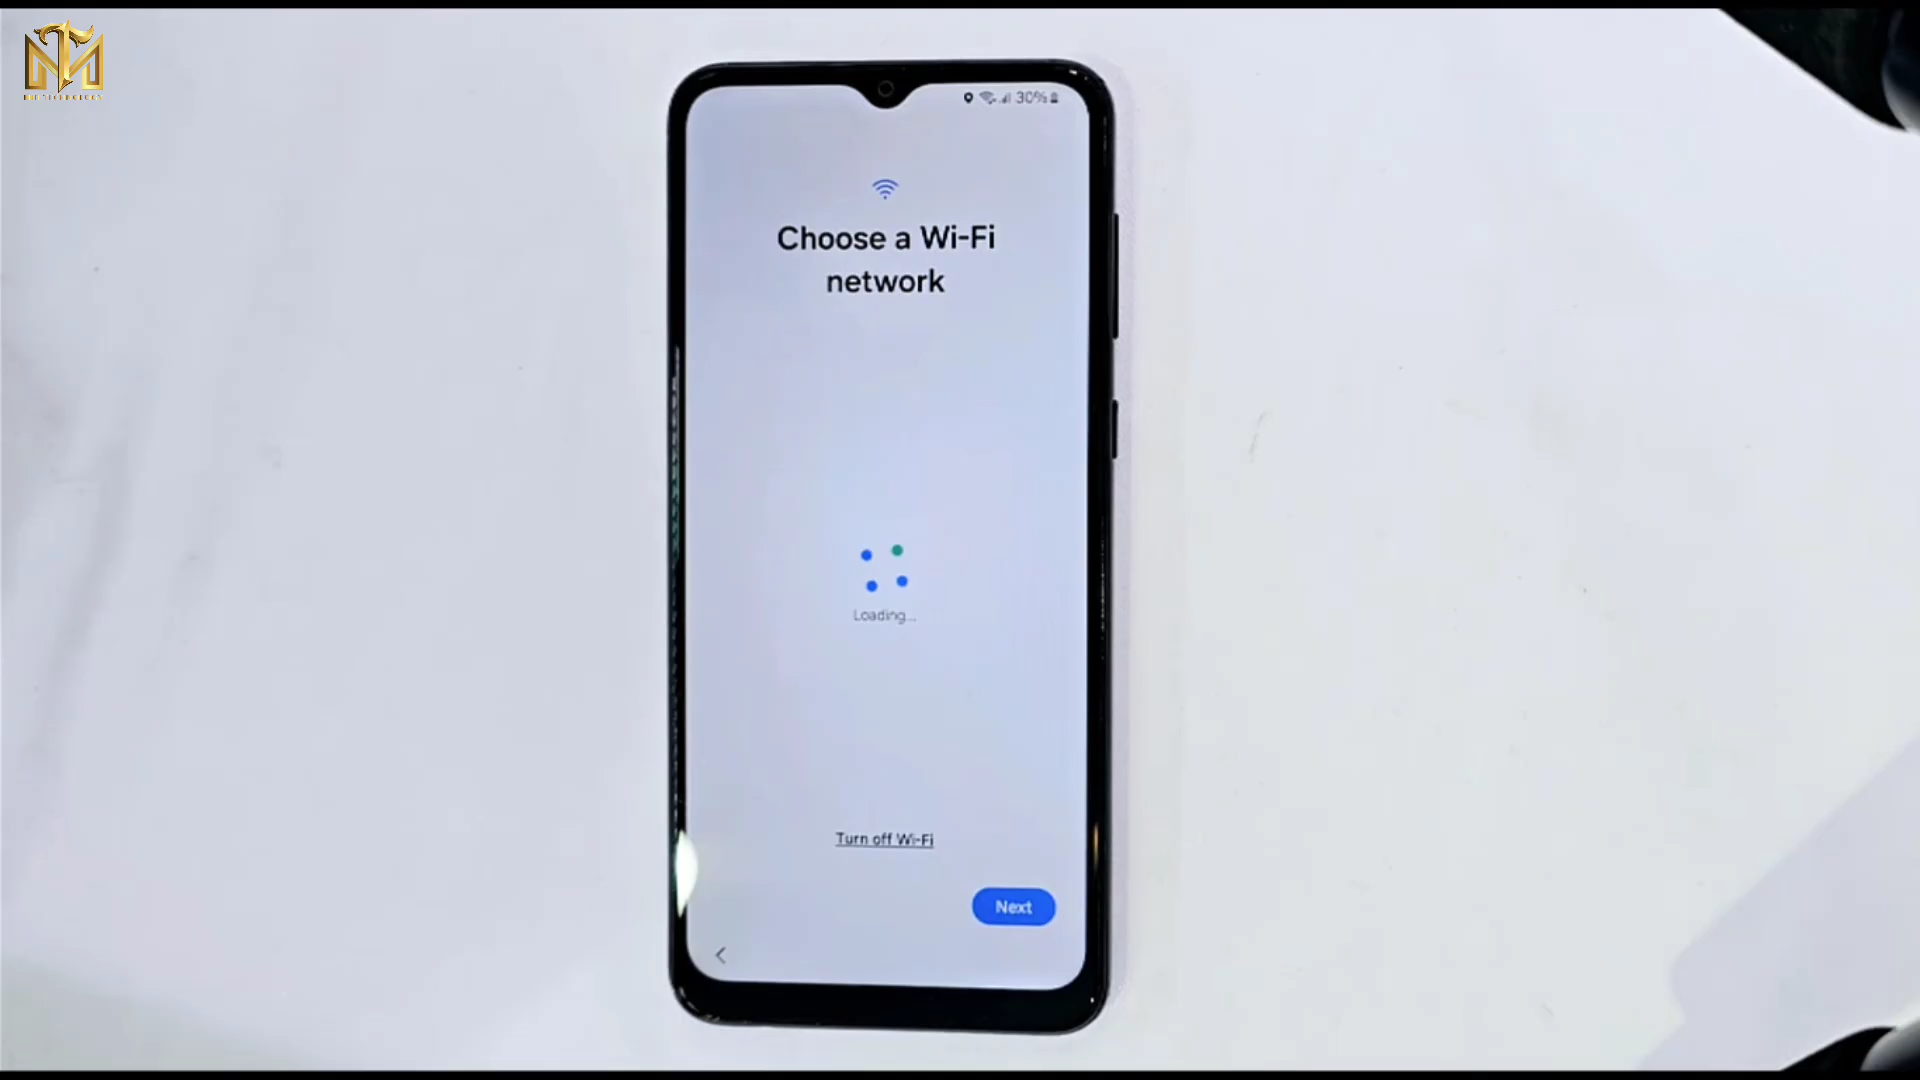 30%
Choose a Wi-Fi
network
Loading...
Turn off Wi-Fi
Next